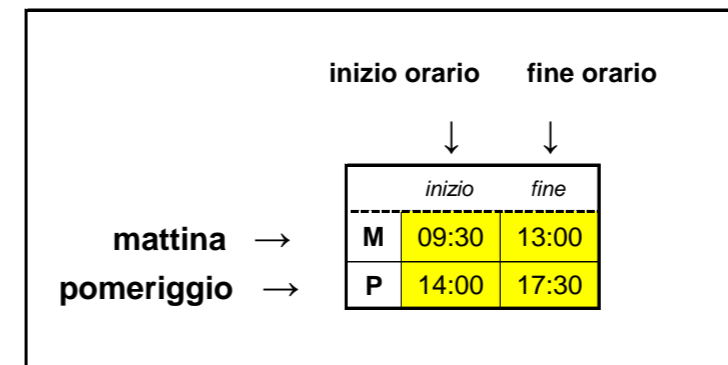 inizio orario fine orario
↓ ↓
inizio fine
mattina → M 09:30 13:00
pomeriggio → P 14:00 17:30